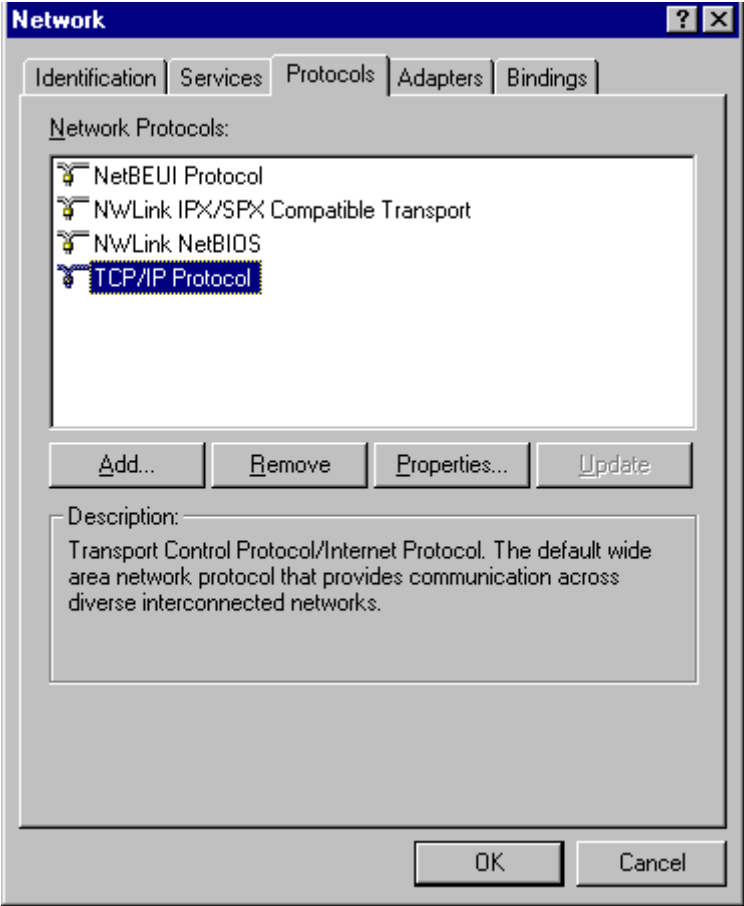 Network
Identification Services Protocols Adapters Bindings
Network Protocols:
NetBEUI Protocol
NWLink IPX/SPX Compatible Transport
NWLink NetBIOS
TCP/IP Protocol
Add... Remove Properties... Update
Description:
Transport Control Protocol/Internet Protocol. The default wide
area network protocol that provides communication across
diverse interconnected networks.
OK Cancel